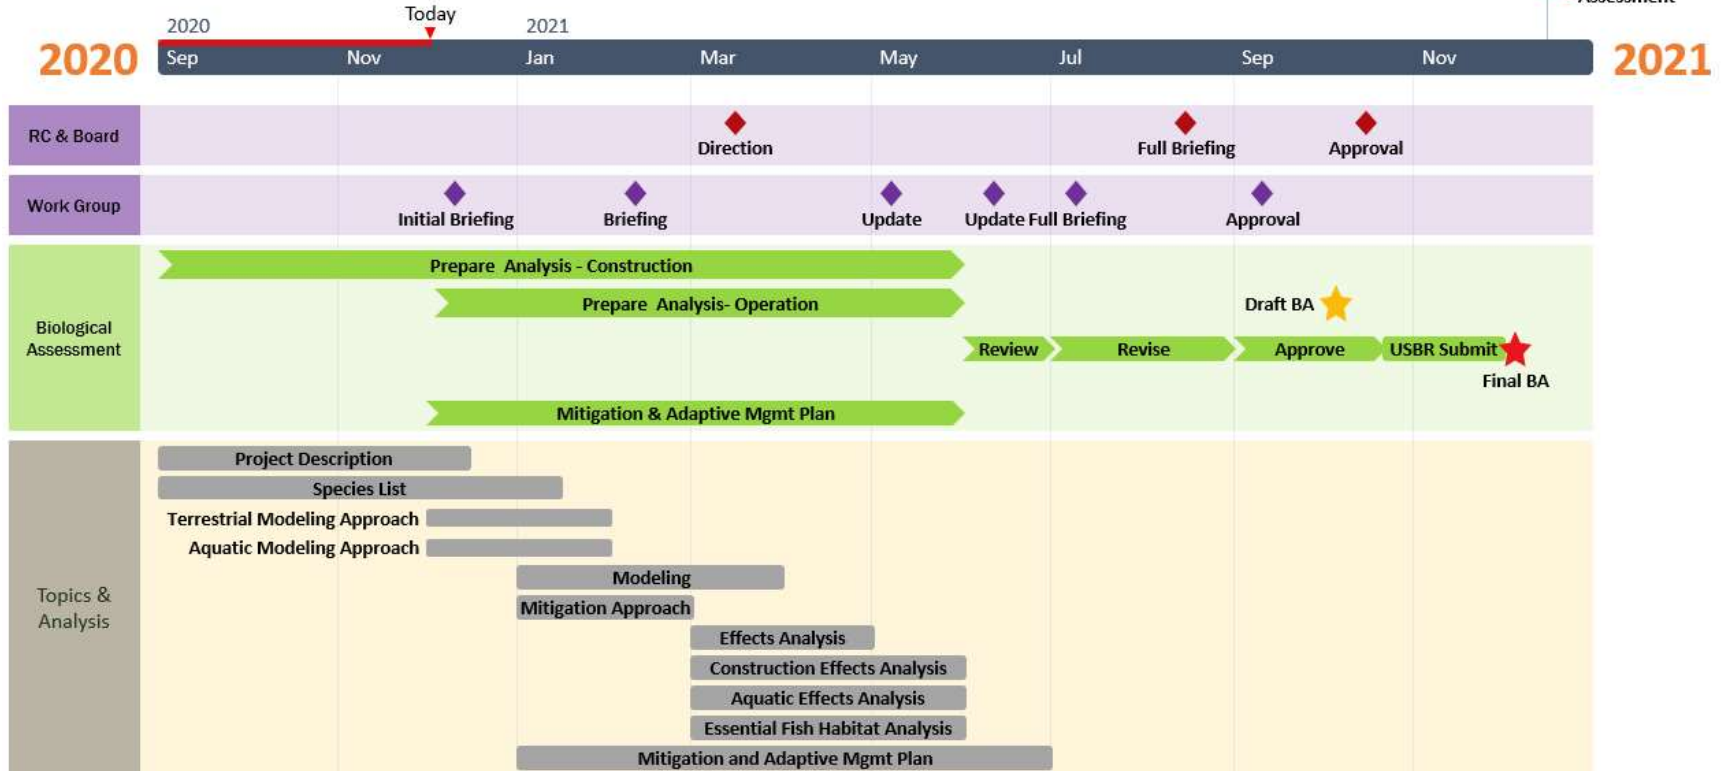 Assessment
Today
2020
2021
2020
Sep
Nov
Jan
Mar
May
Jul
Sep
Nov
2021
RC & Board
Direction
Full Briefing
Approval
Work Group
Initial Briefing
Briefing
Update
Update
Full Briefing
Approval
Biological
Assessment
Prepare Analysis - Construction
Prepare Analysis- Operation
Draft BA
Review
Revise
Approve
USBR Submit
Final BA
Mitigation & Adaptive Mgmt Plan
Topics &
Analysis
Project Description
Species List
Terrestrial Modeling Approach
Aquatic Modeling Approach
Modeling
Mitigation Approach
Effects Analysis
Construction Effects Analysis
Aquatic Effects Analysis
Essential Fish Habitat Analysis
Mitigation and Adaptive Mgmt Plan